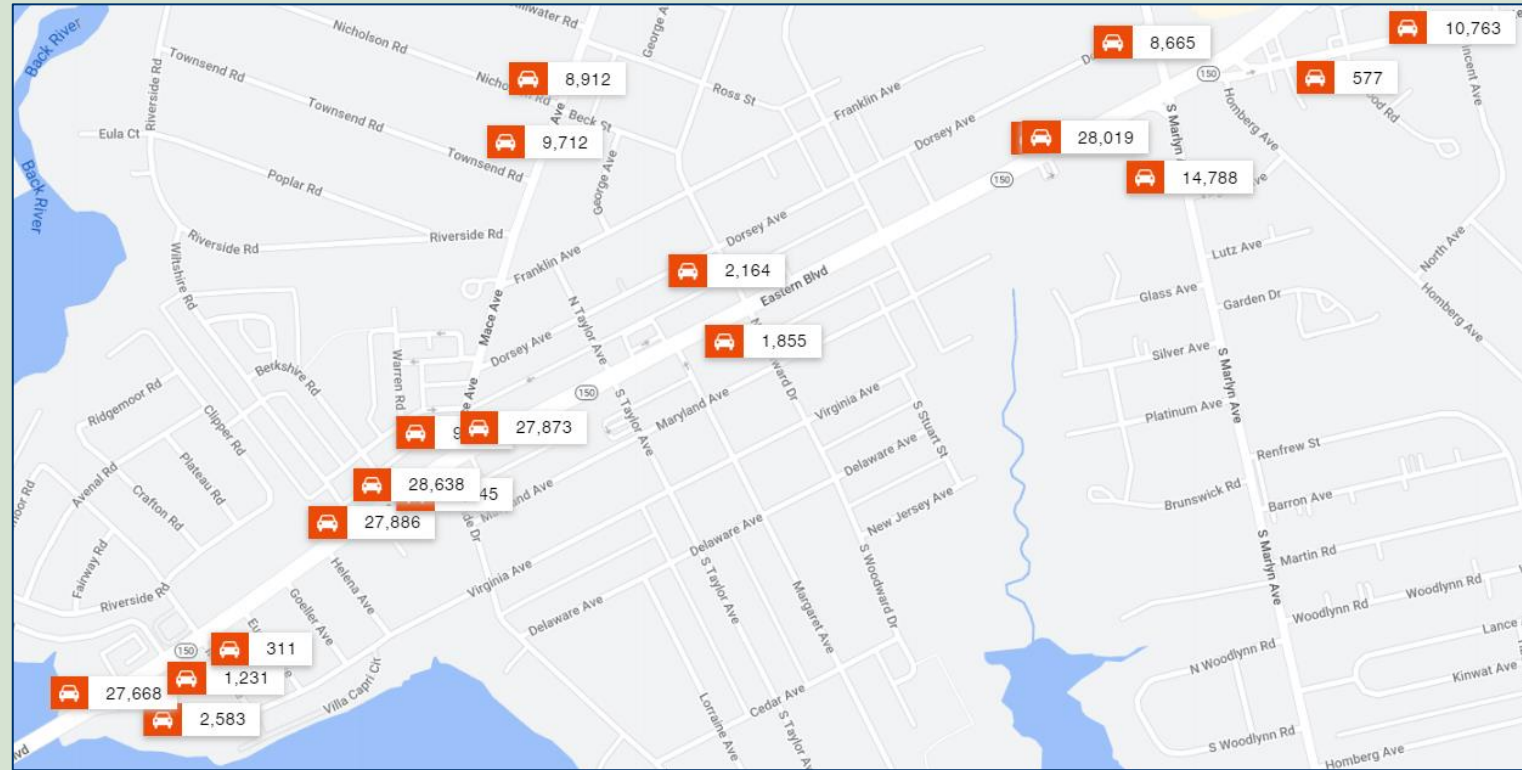 Back River
Nicholson Rd
Townsend Rd
George A
10,763
8,665
577
150
8,912
Ross St
Franklin Ave
Riverside Rd
Beck St
Homberg Ave
Townsend Rd
Eula Ct
9,712
Townsend Rd
Dorsey Ave
28,019
Back River
Poplar Rd
George Ave
150
14,788
Riverside Rd
Riverside Rd
Dorsey Ave
Lutz Ave
North Ave
Wiltshire Rd
Franklin Ave
2,164
Eastern Blvd
Glass Ave
Garden Dr
Homberg Ave
Mace Ave
N Taylor Ave
1,855
Dorsey Ave
Silver Ave
S Marlyn Ave
Berkshire Rd
Warren Rd
150
Ridgemoor Rd
S Taylor Ave
Maryland Ave
Virginia Ave
S Stuart St
Platinum Ave
Clipper Rd
27,873
Renfrew St
Avenal Rd
Plateau Rd
28,638
45
Delaware Ave
Crafton Rd
27,886
New Jersey Ave
Brunswick Rd
Barron Ave
Delaware Ave
Martin Rd
Fairway Rd
Helena Ave
Virginia Ave
S Marlyn Ave
Riverside Rd
Goeller Ave
Delaware Ave
S Taylor Ave
Margaret Ave
S Woodward Dr
Woodlynn Rd
Woodlynn Rd
Lance
150
311
N Woodlynn Rd
1,231
Kinwat Ave
27,668
Villa Capri Cir
Cedar Ave
2,583
Lorraine Ave
S Taylor Ave
S Woodlynn Rd
Homberg Ave